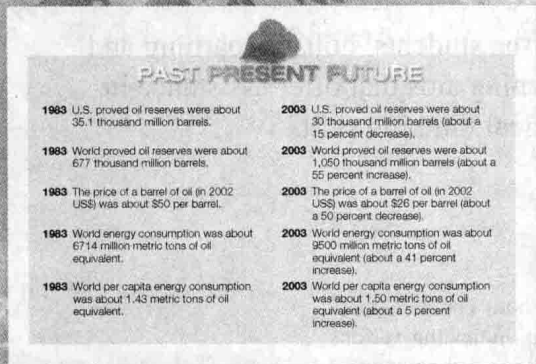 PAST PRESENT FUTURE
1983 U.S. proved oil reserves were about
35.1 thousand million barrels.
2003 U.S. proved oil reserves were about
30 thousand million barrels (about a
15 percent decrease).
1983 World proved oil reserves were about
677 thousand million barrels.
2003 World proved oil reserves were about
1,050 thousand million barrels (about a
55 percent increase).
1983 The price of a barrel of oil (in 2002
US$) was about $50 per barrel.
2003 The price of a barrel of oil (in 2002
US$) was about $26 per barrel (about
a 50 percent decrease).
1983 World energy consumption was about
6714 million metric tons of oil
equivalent.
2003 World energy consumption was about
9500 million metric tons of oil
equivalent (about a 41 percent
increase).
1983 World per capita energy consumption
was about 1.43 metric tons of oil
equivalent.
2003 World per capita energy consumption
was about 1.50 metric tons of oil
equivalent (about a 5 percent
increase).